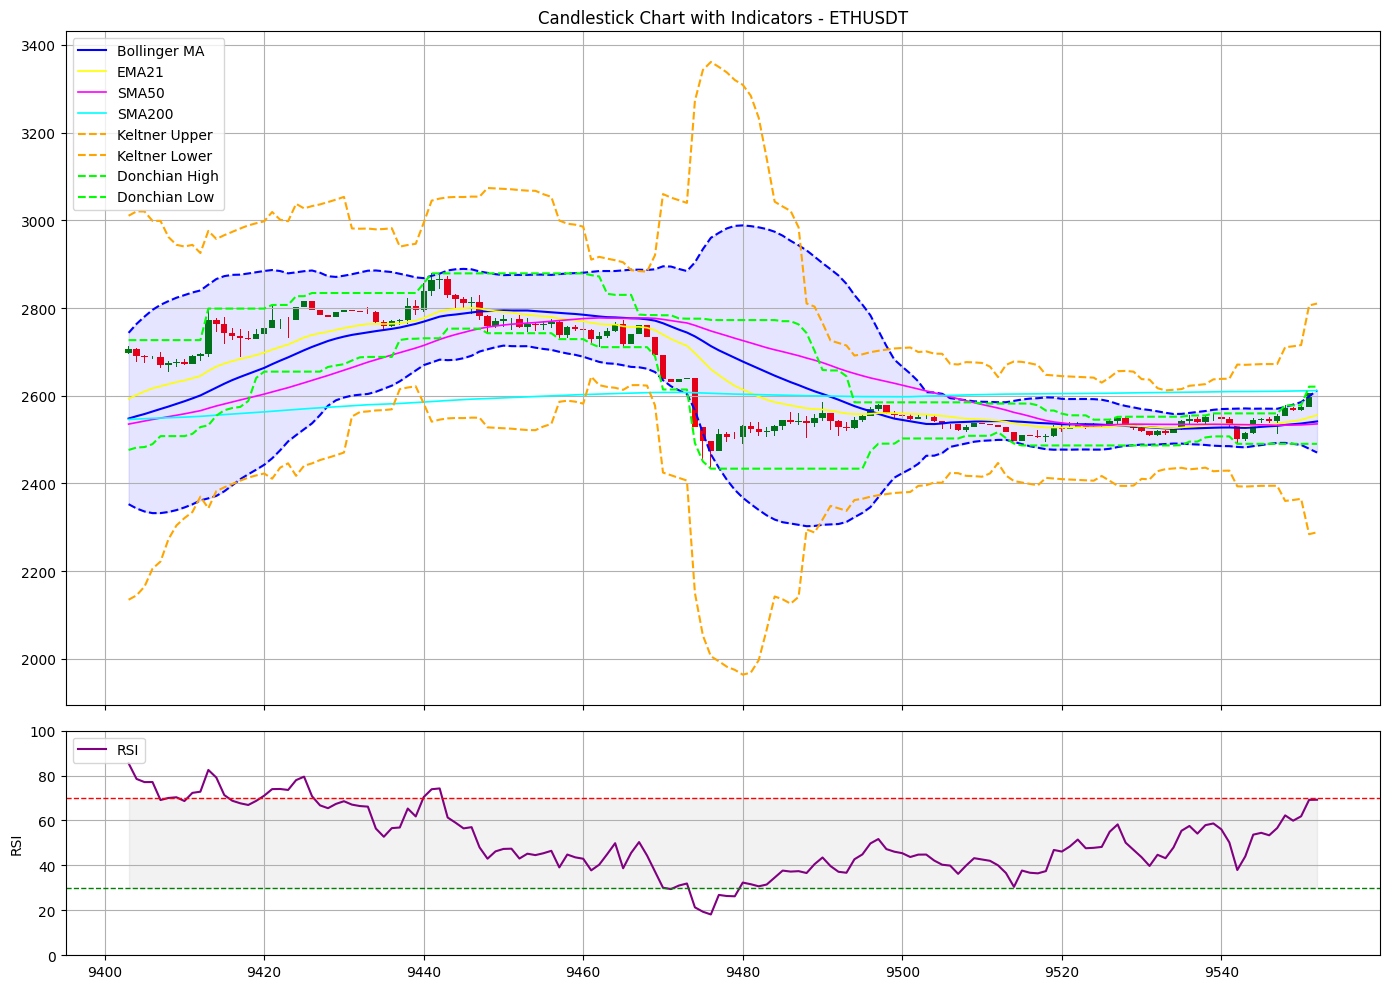 Candlestick Chart with Indicators - ETHUSDT
3400
3200
3000
2800
2600
2400
2200
2000
Bollinger MA
EMA21
SMA50
SMA200
Keltner Upper
Keltner Lower
Donchian High
Donchian Low
100
80
60
40
20
0
RSI
RSI
9400 9420 9440 9460 9480 9500 9520 9540